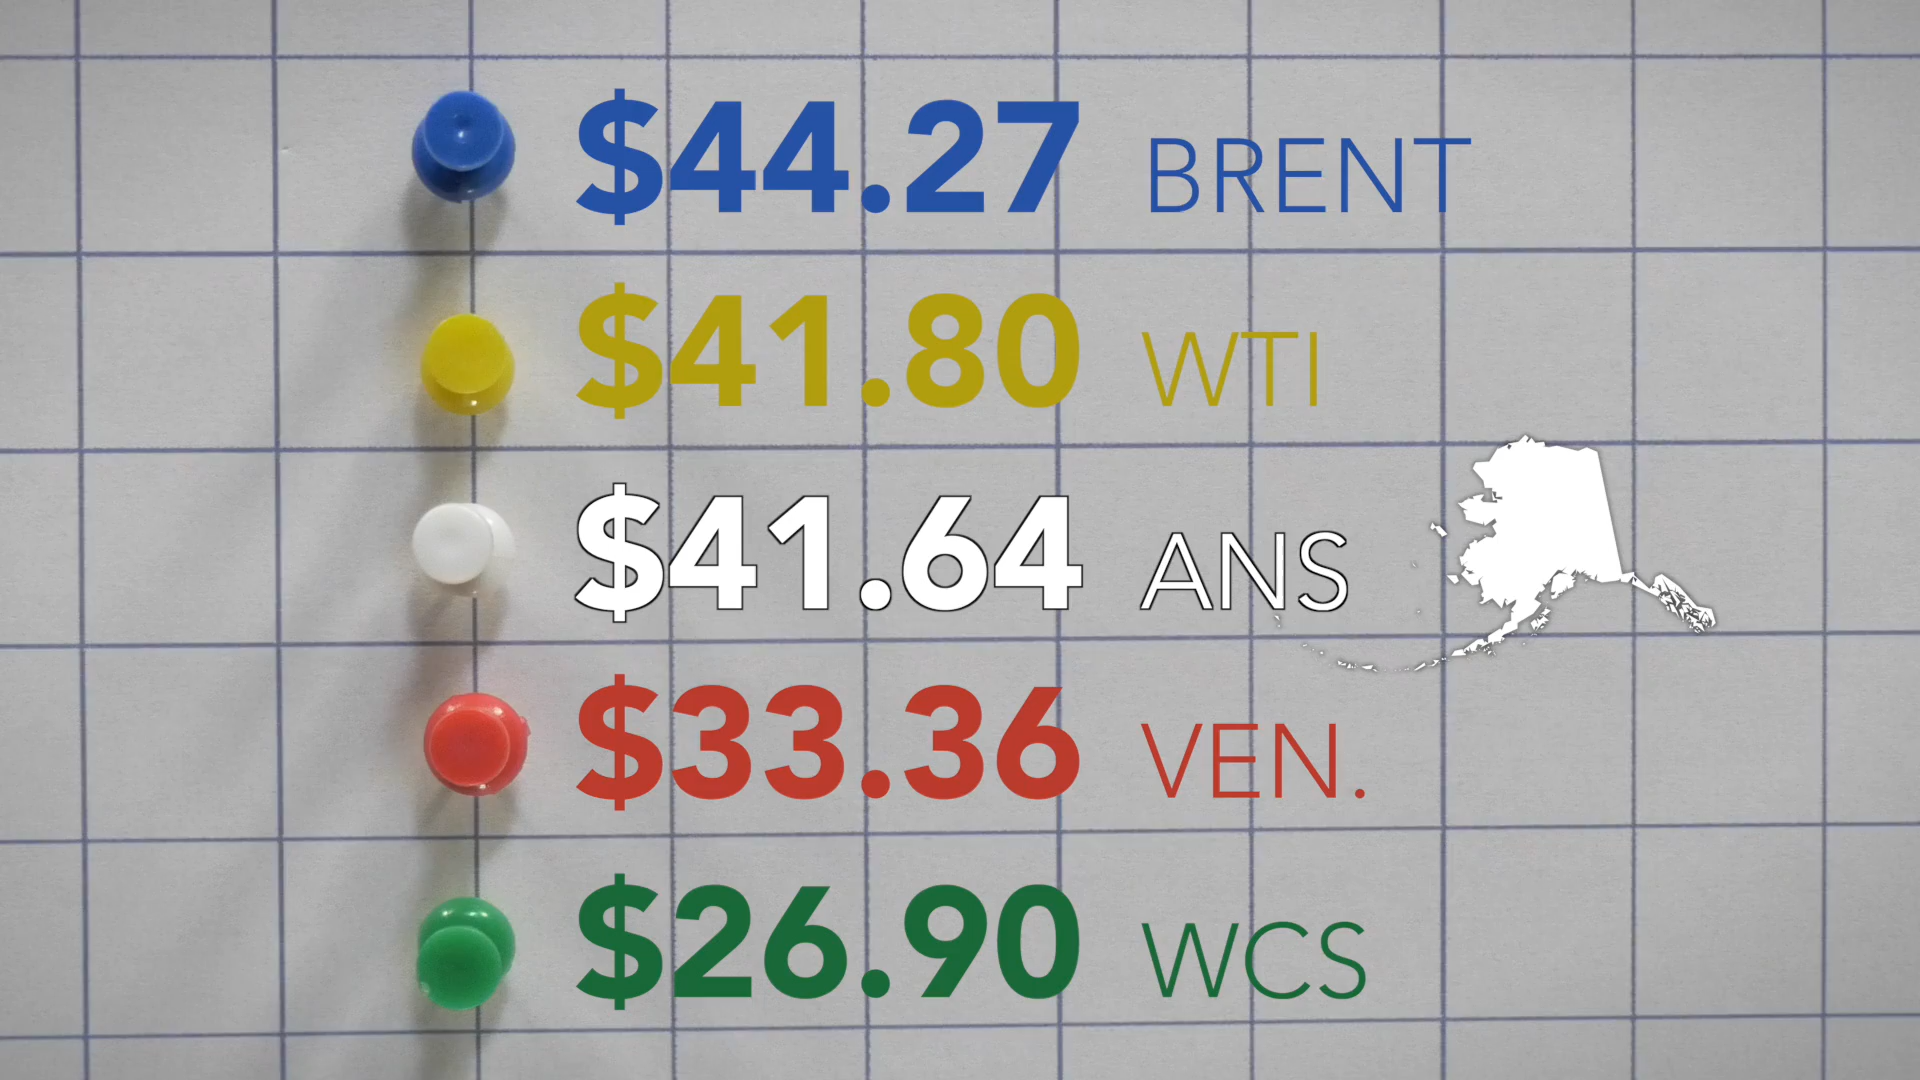 $44.27 BRENT
$41.80 WTI
$41.64 ANS
$33.36 VEN.
$26.90 WCS